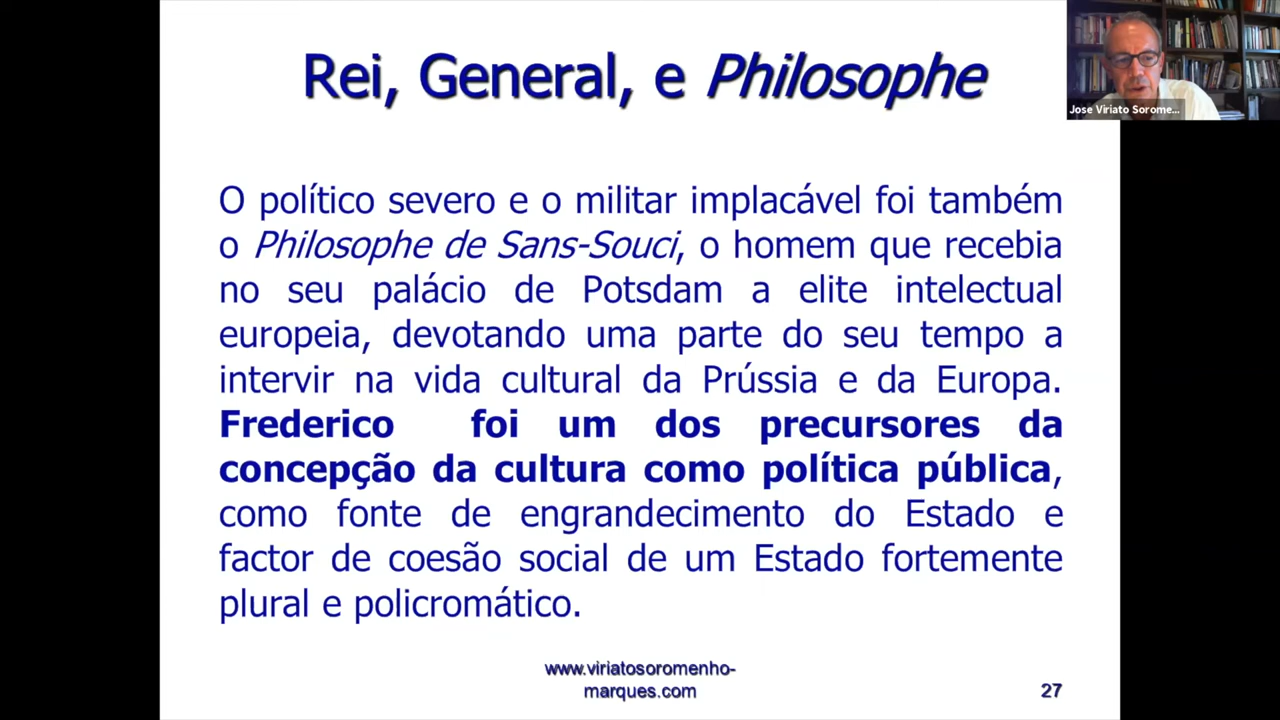 Rei, General, e Philosophe
Jose Viriato Sorome...
O político severo e o militar implacável foi também
o Philosophe de Sans-Souci, o homem que recebia
no seu palácio de Potsdam a elite intelectual
europeia, devotando uma parte do seu tempo a
intervir na vida cultural da Prússia e da Europa.
Frederico foi um dos precursores da
concepção da cultura como política pública,
como fonte de engrandecimento do Estado e
factor de coesão social de um Estado fortemente
plural e policromático.
www.viriatosoromenho-
marques.com
27